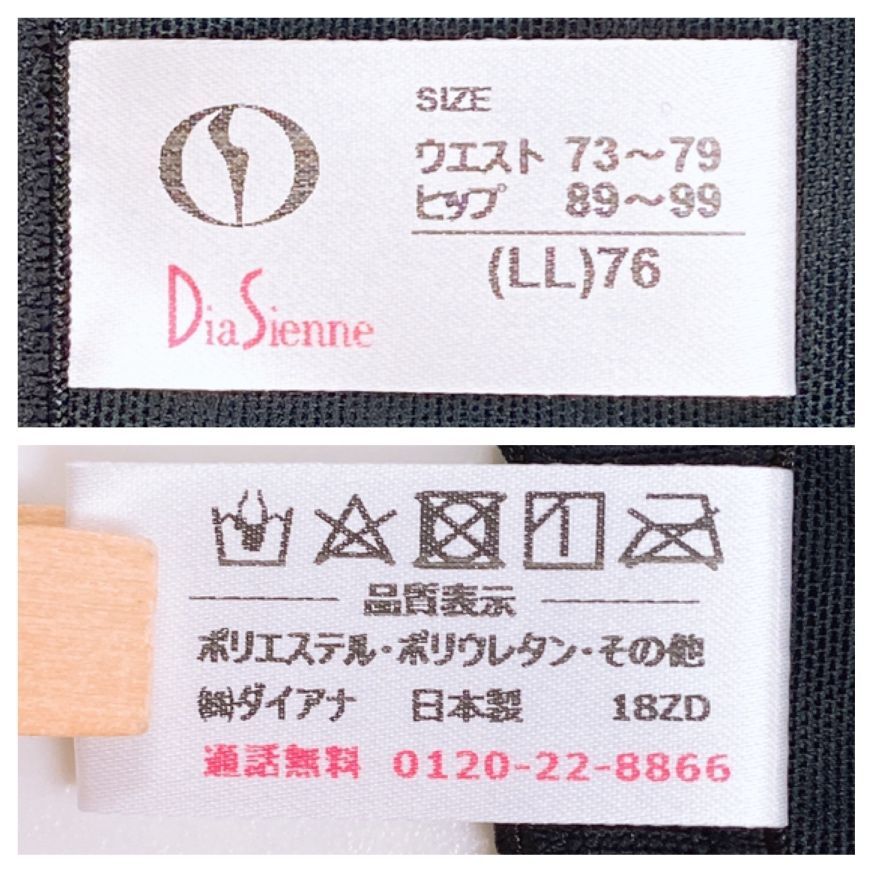 SIZE
ウエスト 73～79
ヒップ 89～99
(LL)76
DiaSienne
品質表示
ポリエステル・ポリウレタン・その他
㈱ダイアナ 日本製 18ZD
通話無料 0120-22-8866